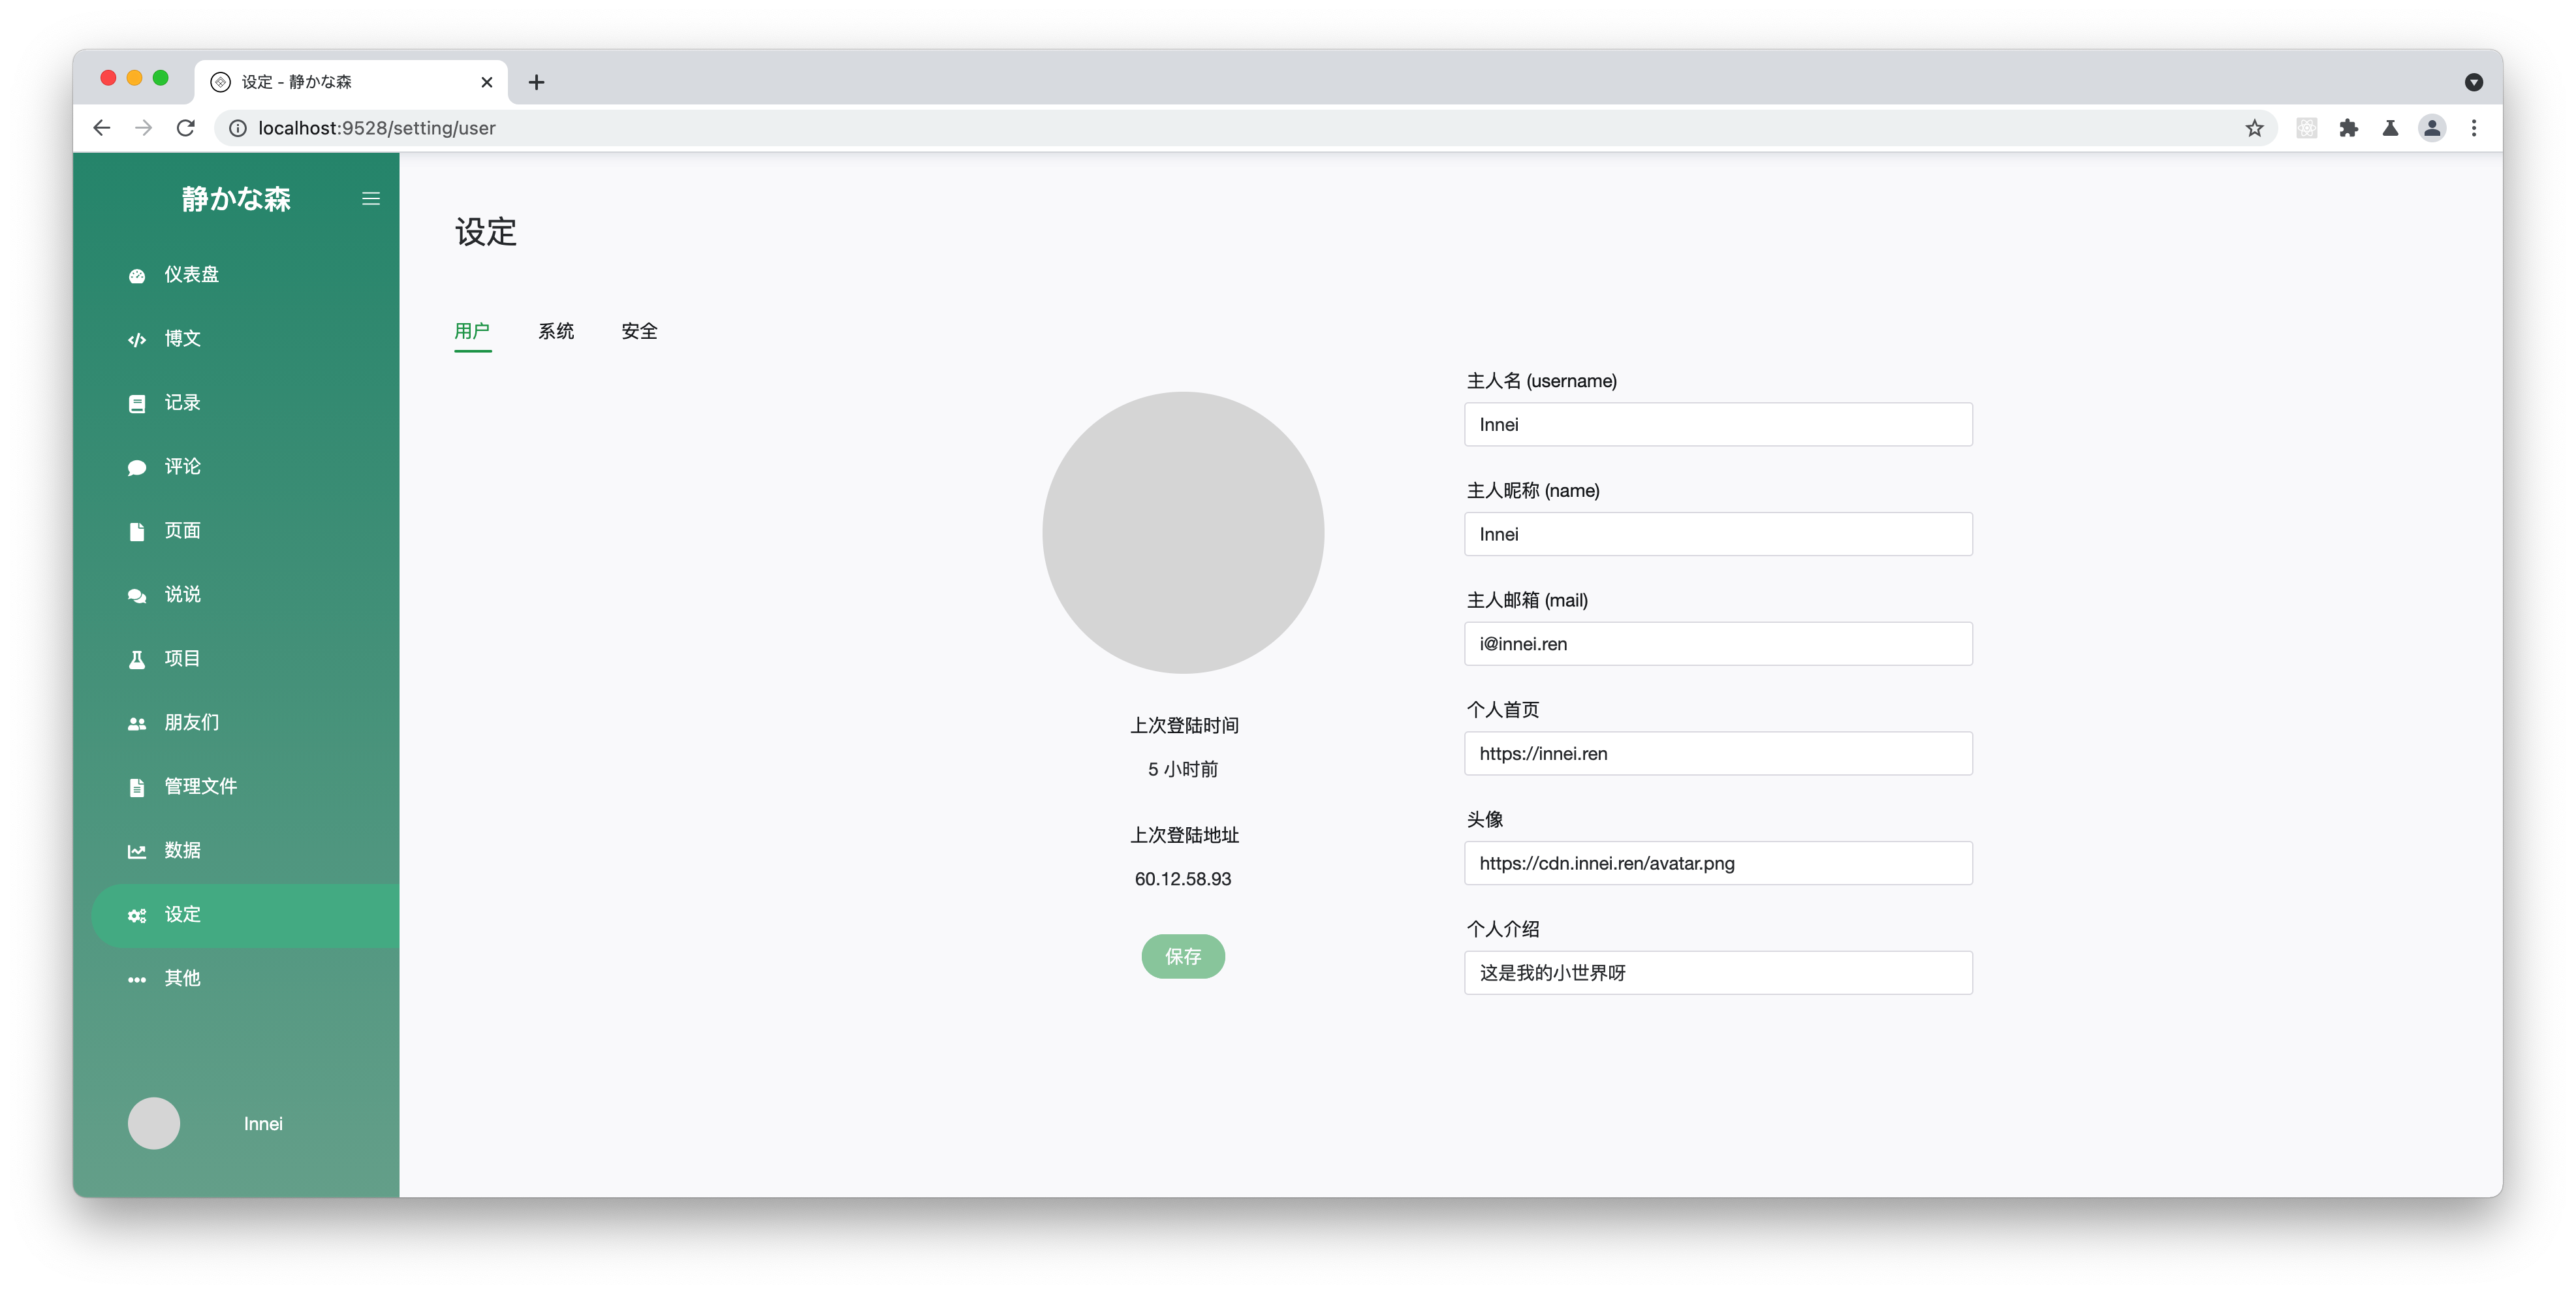 设定 - 静かな森
localhost:9528/setting/user
静かな森
仪表盘
博文
记录
评论
页面
说说
项目
朋友们
管理文件
数据
设定
其他
Innei
设定
用户 系统 安全
上次登陆时间
5 小时前
上次登陆地址
60.12.58.93
保存
主人名 (username)
Innei
主人昵称 (name)
Innei
主人邮箱 (mail)
i@innei.ren
个人首页
https://innei.ren
头像
https://cdn.innei.ren/avatar.png
个人介绍
这是我的小世界呀